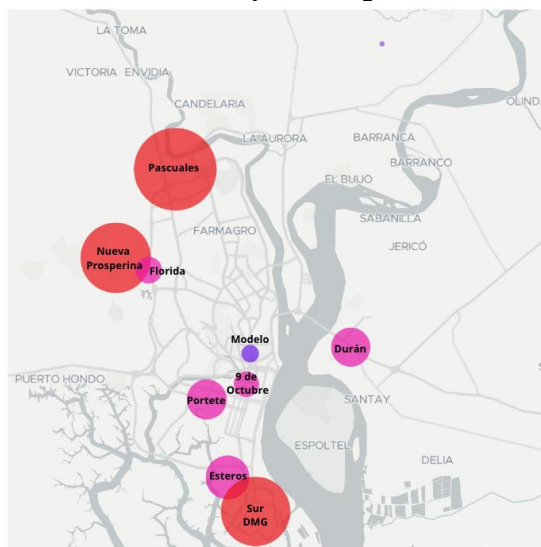 LA TOMA
VICTORIA ENVIDIA
CANDELARIA
OLIND
LA AURORA
BARRANCA
Pascuales
BARRANCO
EL BUIJO
SABANILLA
FARMAGRO
JERICÓ
Nueva
Prosperina
Florida
Modelo
Durán
9 de
Octubre
PUERTO HONDO
Portete
SANTAY
ESPOLTEL
DELIA
Esteros
Sur
DMG